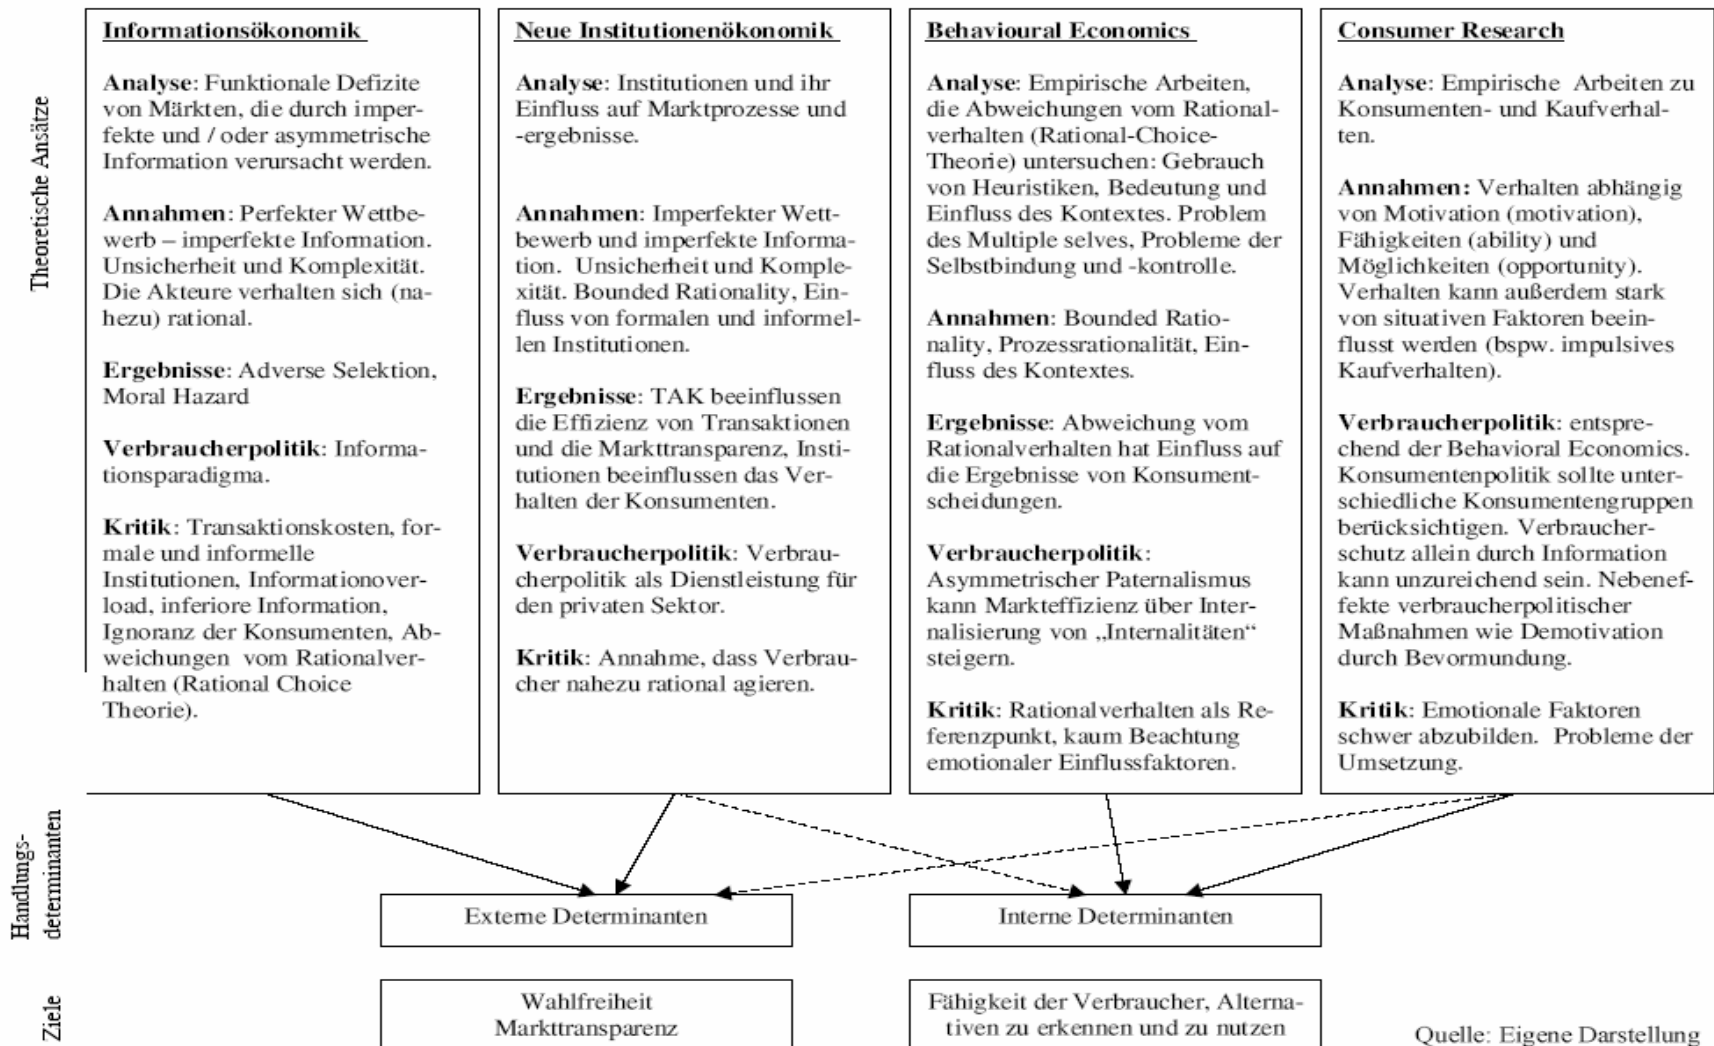 Theoretische Ansätze
Informationsökonomik
Analyse: Funktionale Defizite
von Märkten, die durch imper-
fekte und / oder asymmetrische
Information verursacht werden.
Annahmen: Perfekter Wettbe-
werb – imperfekte Information.
Unsicherheit und Komplexität.
Die Akteure verhalten sich (na-
hezu) rational.
Ergebnisse: Adverse Selektion,
Moral Hazard
Verbraucherpolitik: Informa-
tionsparadigma.
Kritik: Transaktionskosten, for-
male und informelle
Institutionen, Informationover-
load, inferiore Information,
Ignoranz der Konsumenten, Ab-
weichungen vom Rationalver-
halten (Rational Choice
Theorie).
Neue Institutionenökonomik
Analyse: Institutionen und ihr
Einfluss auf Marktprozesse und
-ergebnisse.
Annahmen: Imperfekter Wett-
bewerb und imperfekte Informa-
tion. Unsicherheit und Komple-
xität. Bounded Rationality, Ein-
fluss von formalen und informel-
len Institutionen.
Ergebnisse: TAK beeinflussen
die Effizienz von Transaktionen
und die Markttransparenz, Insti-
tutionen beeinflussen das Ver-
halten der Konsumenten.
Verbraucherpolitik: Verbrau-
cherpolitik als Dienstleistung für
den privaten Sektor.
Kritik: Annahme, dass Verbrau-
cher nahezu rational agieren.
Behavioural Economics
Analyse: Empirische Arbeiten,
die Abweichungen vom Rational-
verhalten (Rational-Choice-
Theorie) untersuchen: Gebrauch
von Heuristiken, Bedeutung und
Einfluss des Kontextes. Problem
des Multiple selves, Probleme der
Selbstbindung und -kontrolle.
Annahmen: Bounded Ratio-
nality, Prozessrationalität, Ein-
fluss des Kontextes.
Ergebnisse: Abweichung vom
Rationalverhalten hat Einfluss auf
die Ergebnisse von Konsument-
scheidungen.
Verbraucherpolitik:
Asymmetrischer Paternalismus
kann Markteffizienz über Inter-
nalisierung von „Internalitäten“
steigern.
Kritik: Rationalverhalten als Re-
ferenzpunkt, kaum Beachtung
emotionaler Einflussfaktoren.
Consumer Research
Analyse: Empirische Arbeiten zu
Konsumenten- und Kaufverhal-
ten.
Annahmen: Verhalten abhängig
von Motivation (motivation),
Fähigkeiten (ability) und
Möglichkeiten (opportunity).
Verhalten kann außerdem stark
von situativen Faktoren beein-
flusst werden (bspw. impulsives
Kaufverhalten).
Verbraucherpolitik: entspre-
chend der Behavioral Economics.
Konsumentenpolitik sollte unter-
schiedliche Konsumentengruppen
berücksichtigen. Verbraucher-
schutz allein durch Information
kann unzureichend sein. Nebenef-
fekte verbraucherpolitischer
Maßnahmen wie Demotivation
durch Bevormundung.
Kritik: Emotionale Faktoren
schwer abzubilden. Probleme der
Umsetzung.
Handlungs-
determinanten
Externe Determinanten
Interne Determinanten
Ziele
Wahlfreiheit
Markttransparenz
Fähigkeit der Verbraucher, Alterna-
tiven zu erkennen und zu nutzen
Quelle: Eigene Darstellung